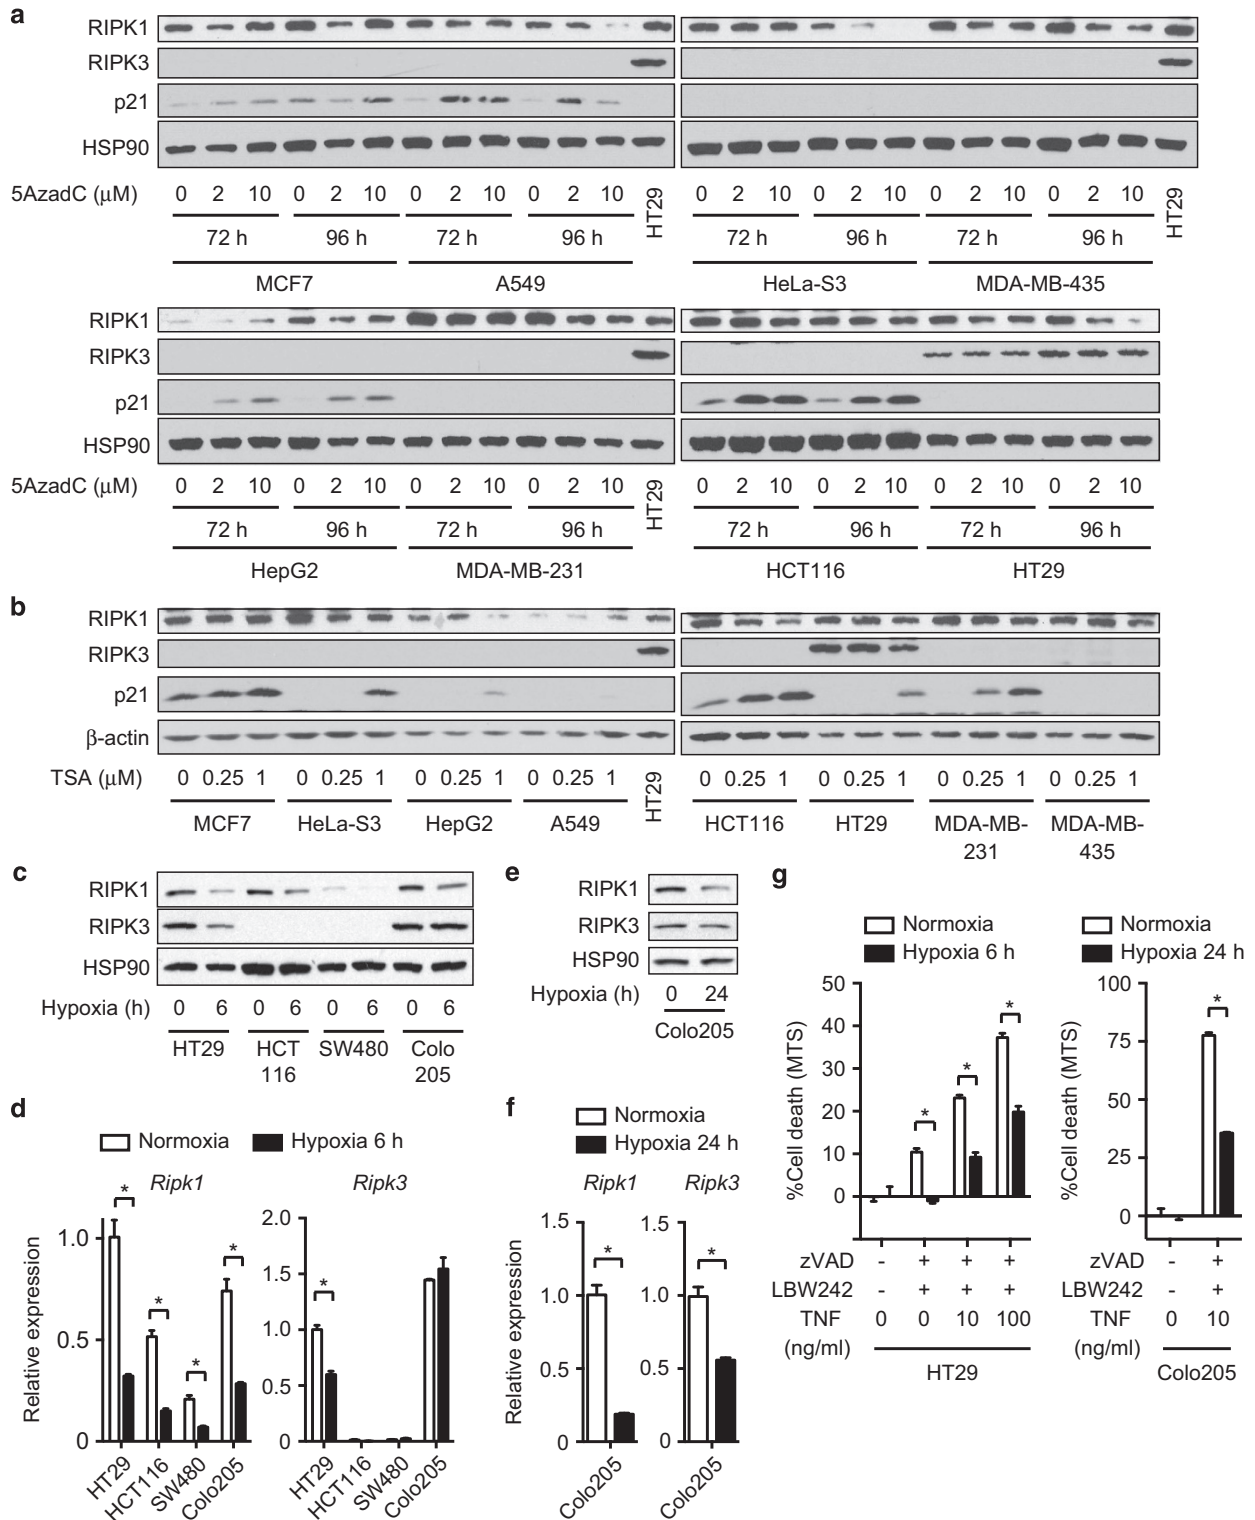 a
RIPK1
RIPK3
p21
HSP90
5AzadC (μM) 0 2 10 0 2 10 0 2 10 0 2 10 HT29 0 2 10 0 2 10 0 2 10 0 2 10 HT29
72 h 96 h 72 h 96 h 72 h 96 h 72 h 96 h
MCF7 A549 HeLa-S3 MDA-MB-435
RIPK1
RIPK3
p21
HSP90
5AzadC (μM) 0 2 10 0 2 10 0 2 10 0 2 10 HT29 0 2 10 0 2 10 0 2 10 0 2 10
72 h 96 h 72 h 96 h 72 h 96 h 72 h 96 h
HepG2 MDA-MB-231 HCT116 HT29
b
RIPK1
RIPK3
p21
β-actin
TSA (μM) 0 0.25 1 0 0.25 1 0 0.25 1 0 0.25 1 HT29 0 0.25 1 0 0.25 1 0 0.25 1 0 0.25 1
MCF7 HeLa-S3 HepG2 A549 HCT116 HT29 MDA-MB-231 MDA-MB-435
c
RIPK1
RIPK3
HSP90
Hypoxia (h) 0 6 0 6 0 6 0 6
HT29 HCT 116 SW480 Colo 205
d
Normoxia Hypoxia 6 h
Ripk1 Ripk3
Relative expression
1.0
0.5
0
* * * *
HT29 HCT116 SW480 Colo205
2.0
1.5
1.0
0.5
0
*
HT29 HCT116 SW480 Colo205
e
RIPK1
RIPK3
HSP90
Hypoxia (h) 0 24
Colo205
f
Normoxia
Hypoxia 24 h
Ripk1 Ripk3
Relative expression
1.5
1.0
0.5
0
*
Colo205
1.5
1.0
0.5
0
*
Colo205
g
Normoxia
Hypoxia 6 h
%Cell death (MTS)
50
40
30
20
10
0
* * *
zVAD - + + +
LBW242 - + + +
TNF 0 0 10 100
(ng/ml)
HT29
Normoxia
Hypoxia 24 h
%Cell death (MTS)
100
75
50
25
0
*
zVAD - +
LBW242 - +
TNF 0 10
(ng/ml)
Colo205